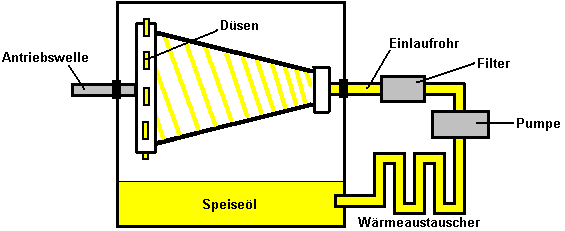 Düsen
Einlaufrohr
Antriebswelle
Filter
Pumpe
Speiseöl
Wärmeaustauscher